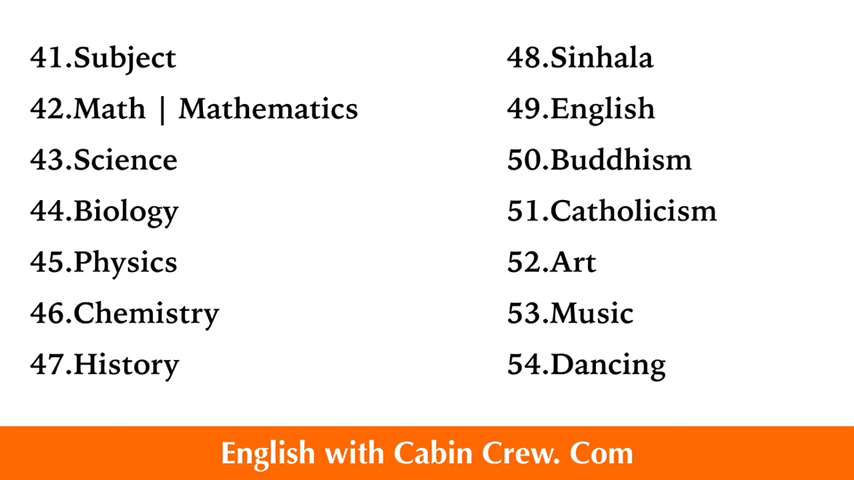 41.Subject
42.Math | Mathematics
43.Science
44.Biology
45.Physics
46.Chemistry
47.History
48.Sinhala
49.English
50.Buddhism
51.Catholicism
52.Art
53.Music
54.Dancing
English with Cabin Crew. Com